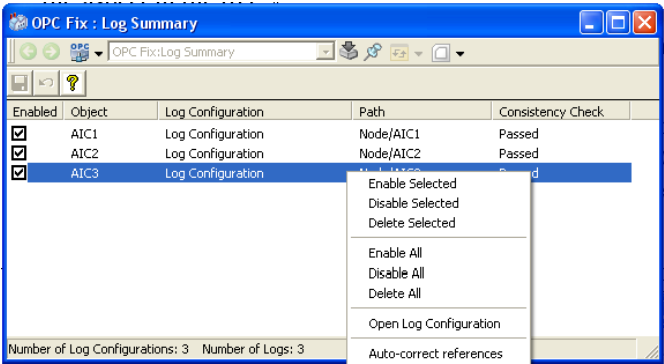 OPC Fix : Log Summary
OPC Fix:Log Summary
Enabled Object Log Configuration Path Consistency Check
AIC1 Log Configuration Node/AIC1 Passed
AIC2 Log Configuration Node/AIC2 Passed
AIC3 Log Configuration
Enable Selected
Disable Selected
Delete Selected
Enable All
Disable All
Delete All
Open Log Configuration
Auto-correct references
Number of Log Configurations: 3 Number of Logs: 3